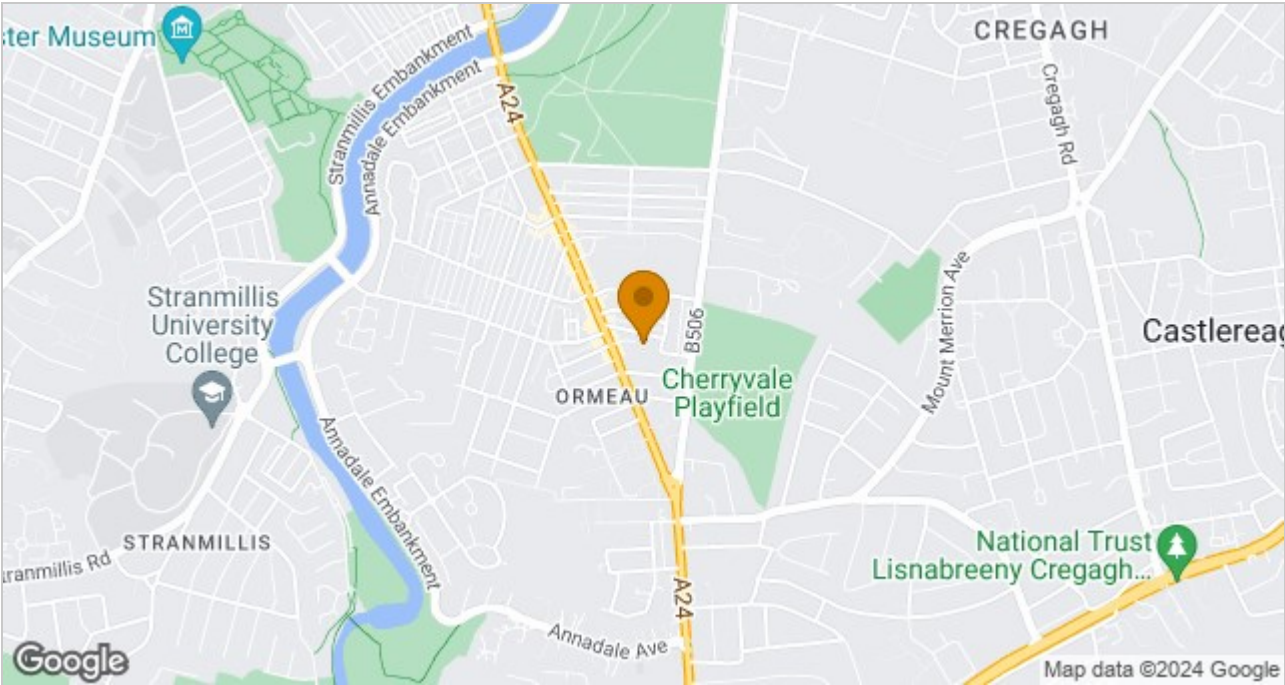 ster Museum
CREGAGH
Stranmillis Embankment
Annadale Embankment
A24
Cregagh Rd
Mount Merrion Ave
Stranmillis
University
College
B506
Castlereag
Cherryvale
Playfield
ORMEAU
Annadale Embankment
STRANMILLIS
tranmillis Rd
National Trust
Lisnabreeny Cregagh...
A24
Annadale Ave
Google
Map data ©2024 Google